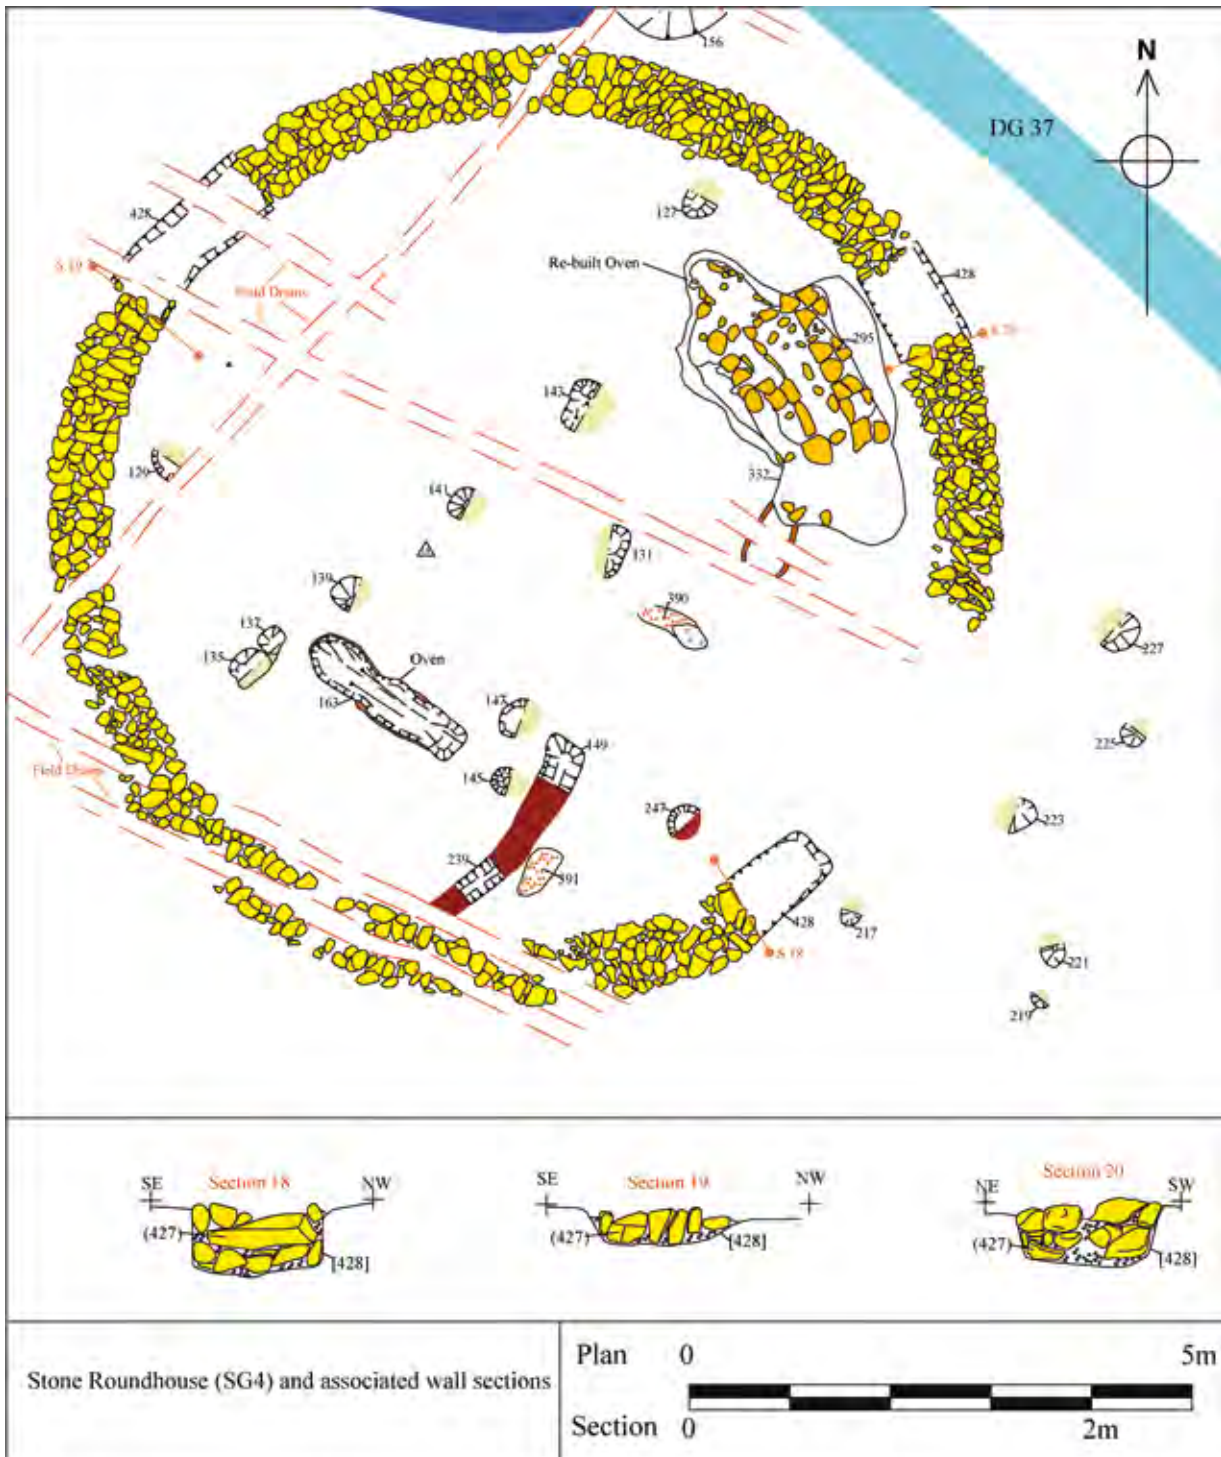 156
N
DG 37
428
127
S 19
Re-built Oven
428
Field Drains
295
143
129
332
141
131
139
390
137
135
Oven
227
163
147
149
225
Field Drains
145
247
223
239
391
428
217
S 18
221
219
SE
Section 18
NW
SE
Section 19
NW
NE
Section 20
SW
(427)
[428]
(427)
[428]
(427)
[428]
Stone Roundhouse (SG4) and associated wall sections
Plan 0 5m
Section 0 2m